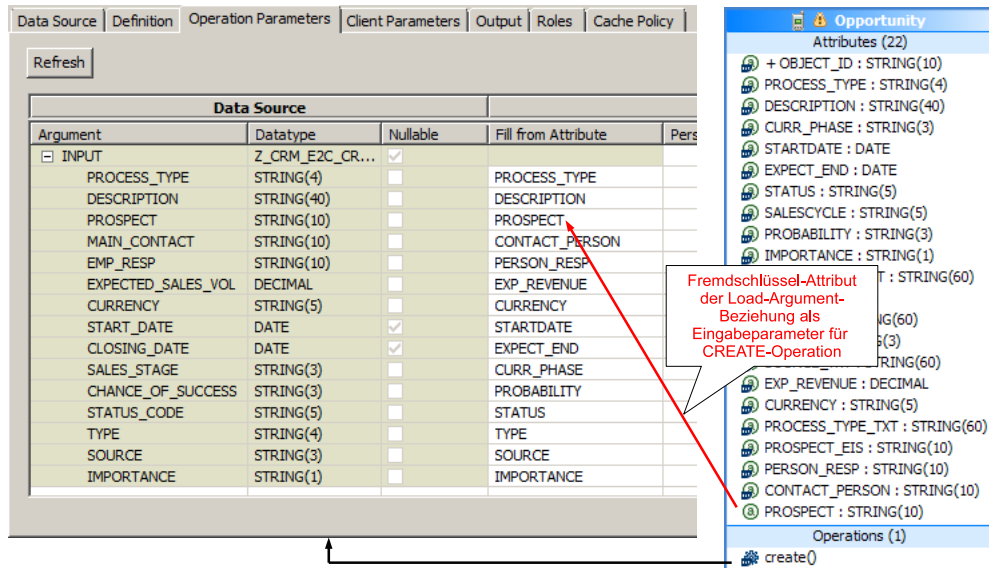 Data Source Definition Operation Parameters Client Parameters Output Roles Cache Policy
Refresh
Data Source
Argument Datatype Nullable Fill from Attribute Pers
INPUT Z_CRM_E2C_CR...
PROCESS_TYPE STRING(4) PROCESS_TYPE
DESCRIPTION STRING(40) DESCRIPTION
PROSPECT STRING(10) PROSPECT
MAIN_CONTACT STRING(10) CONTACT_PERSON
EMP_RESP STRING(10) PERSON_RESP
EXPECTED_SALES_VOL DECIMAL EXP_REVENUE
CURRENCY STRING(5) CURRENCY
START_DATE DATE STARTDATE
CLOSING_DATE DATE EXPECT_END
SALES_STAGE STRING(3) CURR_PHASE
CHANCE_OF_SUCCESS STRING(3) PROBABILITY
STATUS_CODE STRING(5) STATUS
TYPE STRING(4) TYPE
SOURCE STRING(3) SOURCE
IMPORTANCE STRING(1) IMPORTANCE
Fremdschlüssel-Attribut
der Load-Argument-
Beziehung als
Eingabeparameter für
CREATE-Operation
Opportunity
Attributes (22)
+ OBJECT_ID : STRING(10)
PROCESS_TYPE : STRING(4)
DESCRIPTION : STRING(40)
CURR_PHASE : STRING(3)
STARTDATE : DATE
EXPECT_END : DATE
STATUS : STRING(5)
SALESCYCLE : STRING(5)
PROBABILITY : STRING(3)
IMPORTANCE : STRING(1)
T : STRING(60)
NG(60)
(3)
RING(60)
EXP_REVENUE : DECIMAL
CURRENCY : STRING(5)
PROCESS_TYPE_TXT : STRING(60)
PROSPECT_EIS : STRING(10)
PERSON_RESP : STRING(10)
CONTACT_PERSON : STRING(10)
PROSPECT : STRING(10)
Operations (1)
create()